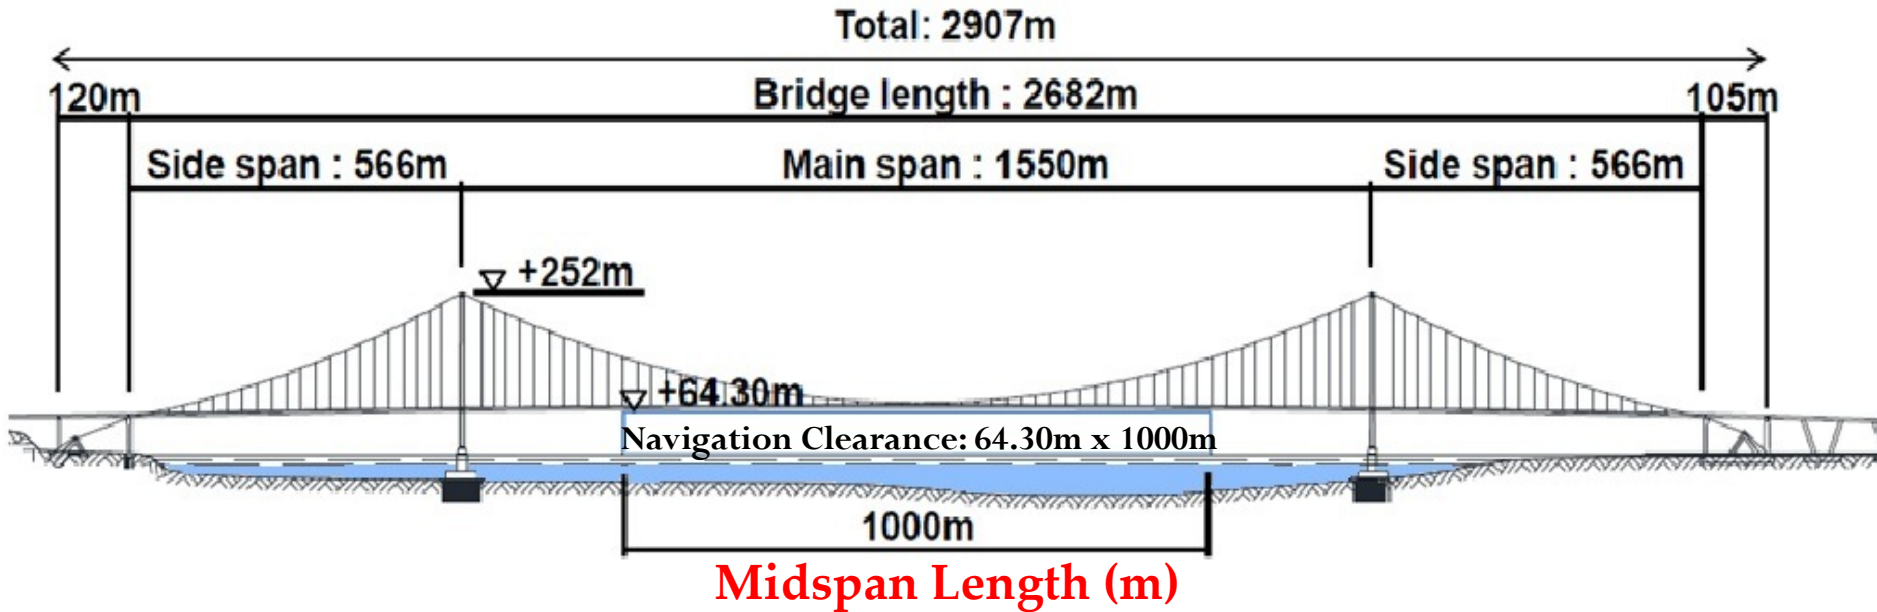 Total: 2907m
120m
Bridge length : 2682m
105m
Side span : 566m
Main span : 1550m
Side span : 566m
+252m
+64.30m
Navigation Clearance: 64.30m x 1000m
1000m
Midspan Length (m)